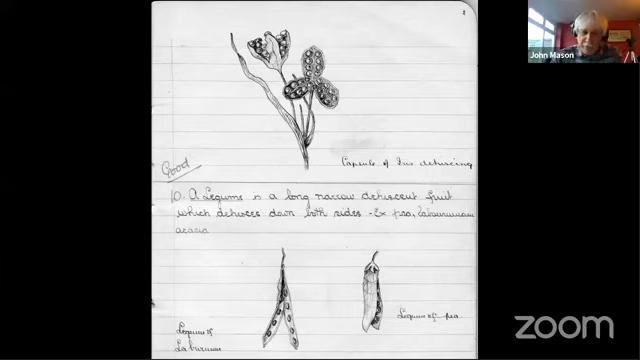 Capsule of Iris dehiscing
Good
10. A Legume is a long narrow dehiscent fruit
which dehisces down both sides - Ex pea, Laburnum
acacia
Legume of pea
Legume of
Laburnum
John Mason
zoom